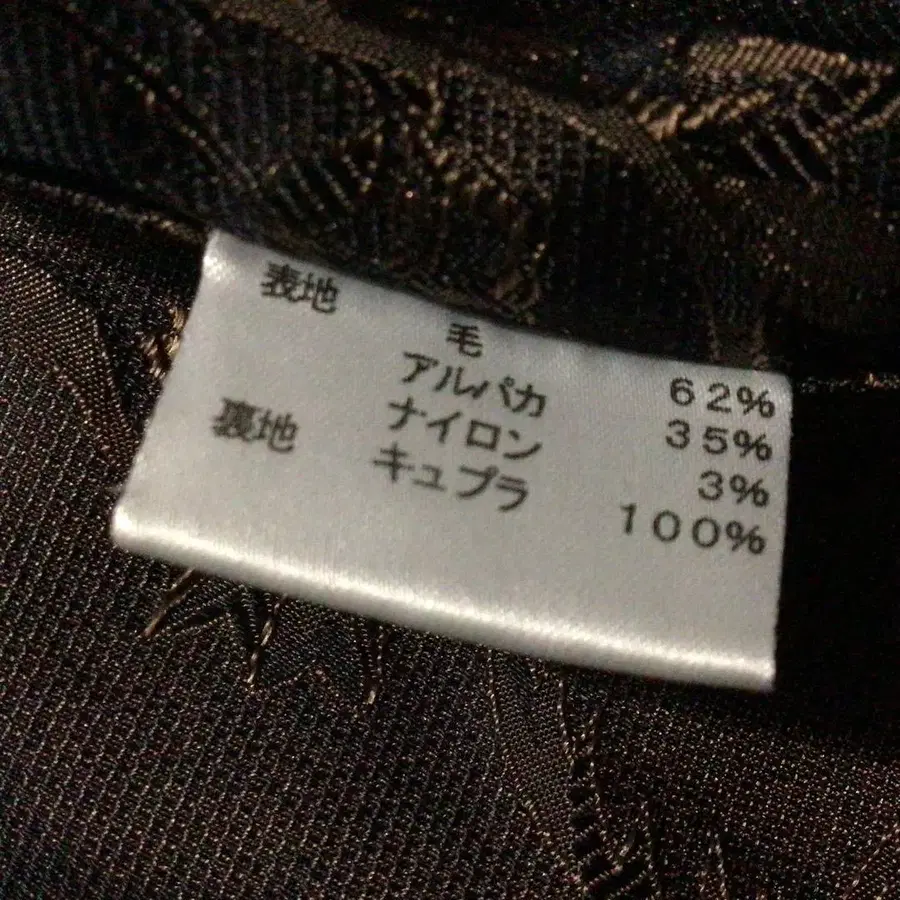 表地 毛 62%
アルパカ 35%
ナイロン 3%
裏地 キュプラ 100%